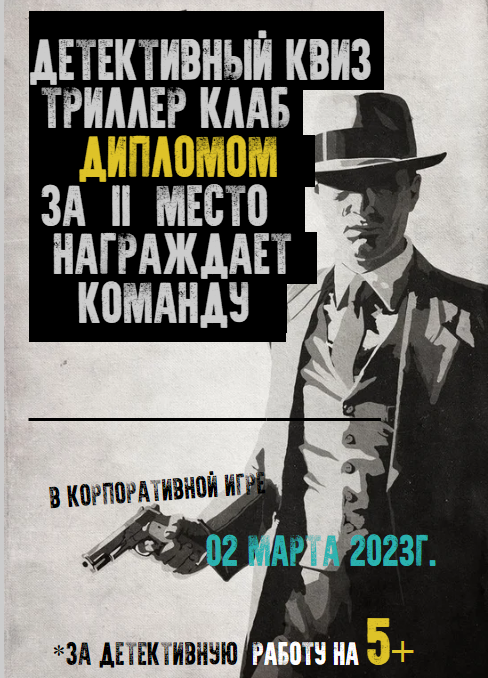 ДЕТЕКТИВНЫЙ КВИЗ
ТРИЛЛЕР КЛАБ
ДИПЛОМОМ
ЗА II МЕСТО
НАГРАЖДАЕТ
КОМАНДУ
В КОРПОРАТИВНОЙ ИГРЕ
02 МАРТА 2023Г.
*ЗА ДЕТЕКТИВНУЮ РАБОТУ НА 5+